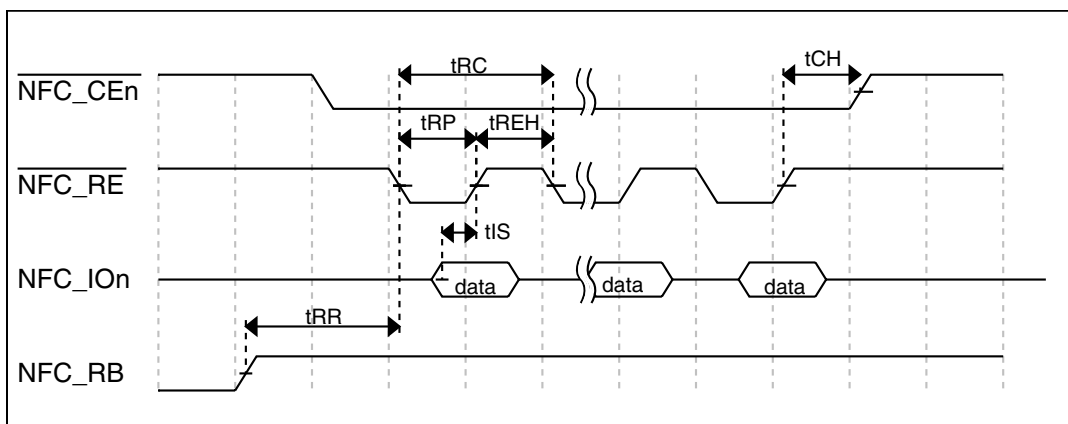 tRC
tCH
NFC_CEn
tRP
tREH
NFC_RE
tIS
NFC_IOn
data
data
data
tRR
NFC_RB